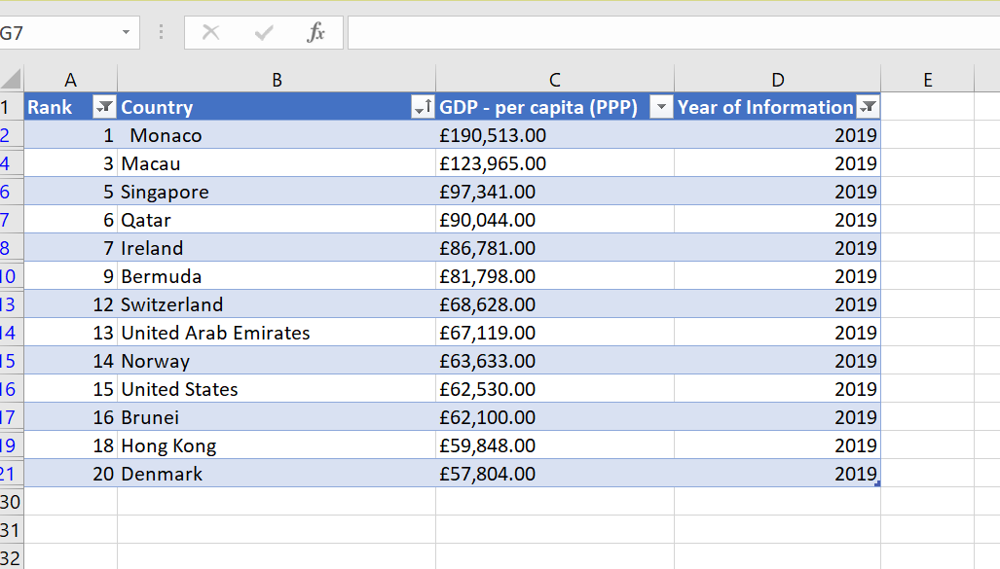 G7 fx
A B C D E
1 Rank Country GDP - per capita (PPP) Year of Information
2 1 Monaco £190,513.00 2019
4 3 Macau £123,965.00 2019
6 5 Singapore £97,341.00 2019
7 6 Qatar £90,044.00 2019
8 7 Ireland £86,781.00 2019
10 9 Bermuda £81,798.00 2019
13 12 Switzerland £68,628.00 2019
14 13 United Arab Emirates £67,119.00 2019
15 14 Norway £63,633.00 2019
16 15 United States £62,530.00 2019
17 16 Brunei £62,100.00 2019
19 18 Hong Kong £59,848.00 2019
21 20 Denmark £57,804.00 2019
30
31
32